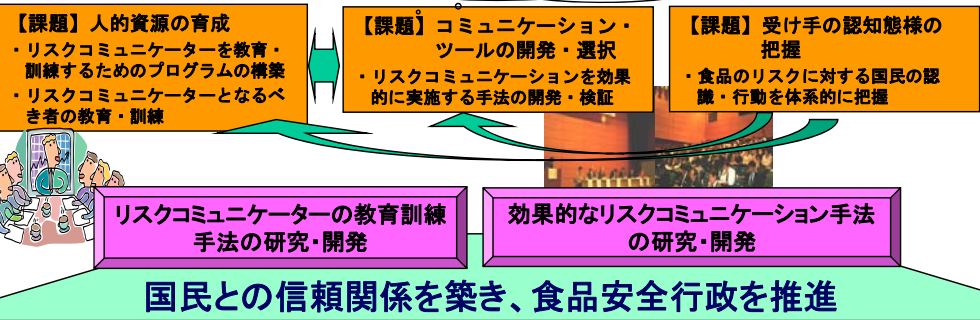 【課題】人的資源の育成
・リスクコミュニケーターを教育・
訓練するためのプログラムの構築
・リスクコミュニケーターとなるべ
き者の教育・訓練
【課題】コミュニケーション・
ツールの開発・選択
・リスクコミュニケーションを効果
的に実施する手法の開発・検証
【課題】受け手の認知態様の
把握
・食品のリスクに対する国民の認
識・行動を体系的に把握
リスクコミュニケーターの教育訓練
手法の研究・開発
効果的なリスクコミュニケーション手法
の研究・開発
国民との信頼関係を築き、食品安全行政を推進